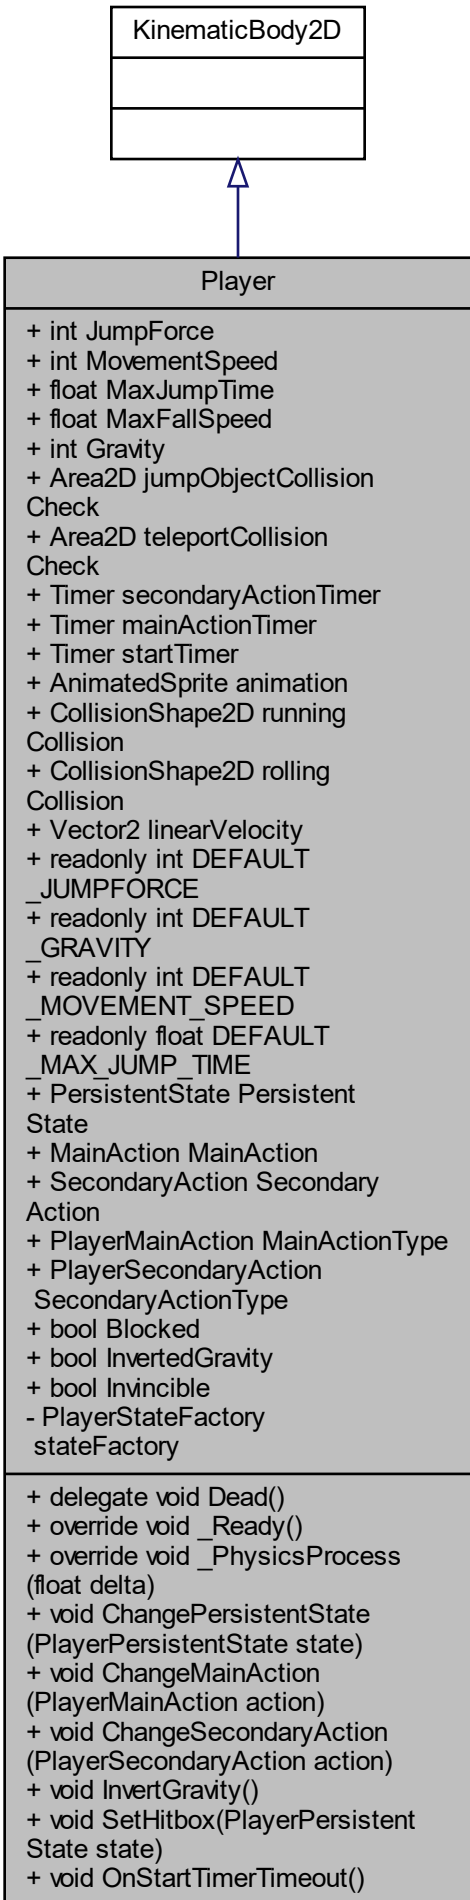 KinematicBody2D
Player
+ int JumpForce
+ int MovementSpeed
+ float MaxJumpTime
+ float MaxFallSpeed
+ int Gravity
+ Area2D jumpObjectCollision
Check
+ Area2D teleportCollision
Check
+ Timer secondaryActionTimer
+ Timer mainActionTimer
+ Timer startTimer
+ AnimatedSprite animation
+ CollisionShape2D running
Collision
+ CollisionShape2D rolling
Collision
+ Vector2 linearVelocity
+ readonly int DEFAULT
_JUMPFORCE
+ readonly int DEFAULT
_GRAVITY
+ readonly int DEFAULT
_MOVEMENT_SPEED
+ readonly float DEFAULT
_MAX_JUMP_TIME
+ PersistentState Persistent
State
+ MainAction MainAction
+ SecondaryAction Secondary
Action
+ PlayerMainAction MainActionType
+ PlayerSecondaryAction
SecondaryActionType
+ bool Blocked
+ bool InvertedGravity
+ bool Invincible
- PlayerStateFactory
stateFactory
+ delegate void Dead()
+ override void _Ready()
+ override void _PhysicsProcess
(float delta)
+ void ChangePersistentState
(PlayerPersistentState state)
+ void ChangeMainAction
(PlayerMainAction action)
+ void ChangeSecondaryAction
(PlayerSecondaryAction action)
+ void InvertGravity()
+ void SetHitbox(PlayerPersistent
State state)
+ void OnStartTimerTimeout()